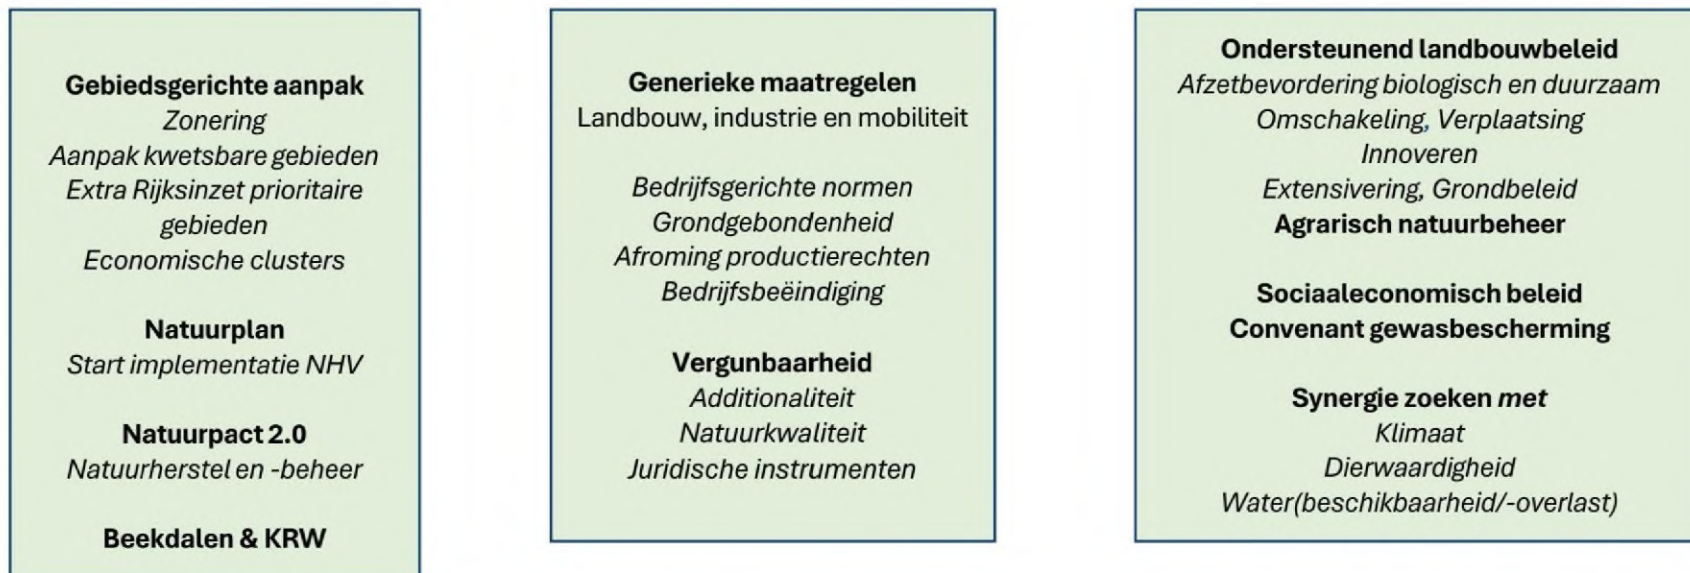 Gebiedsgerichte aanpak
Zonering
Aanpak kwetsbare gebieden
Extra Rijksinzet prioritaire
gebieden
Economische clusters
Natuurplan
Start implementatie NHV
Natuurpact 2.0
Natuurherstel en -beheer
Beekdalen & KRW
Generieke maatregelen
Landbouw, industrie en mobiliteit
Bedrijfsgerichte normen
Grondgebondenheid
Afroming productierechten
Bedrijfsbeëindiging
Vergunbaarheid
Additionaliteit
Natuurkwaliteit
Juridische instrumenten
Ondersteunend landbouwbeleid
Afzetbevordering biologisch en duurzaam
Omschakeling, Verplaatsing
Innoveren
Extensivering, Grondbeleid
Agrarisch natuurbeheer
Sociaaleconomisch beleid
Convenant gewasbescherming
Synergie zoeken met
Klimaat
Dierwaardigheid
Water(beschikbaarheid/-overlast)